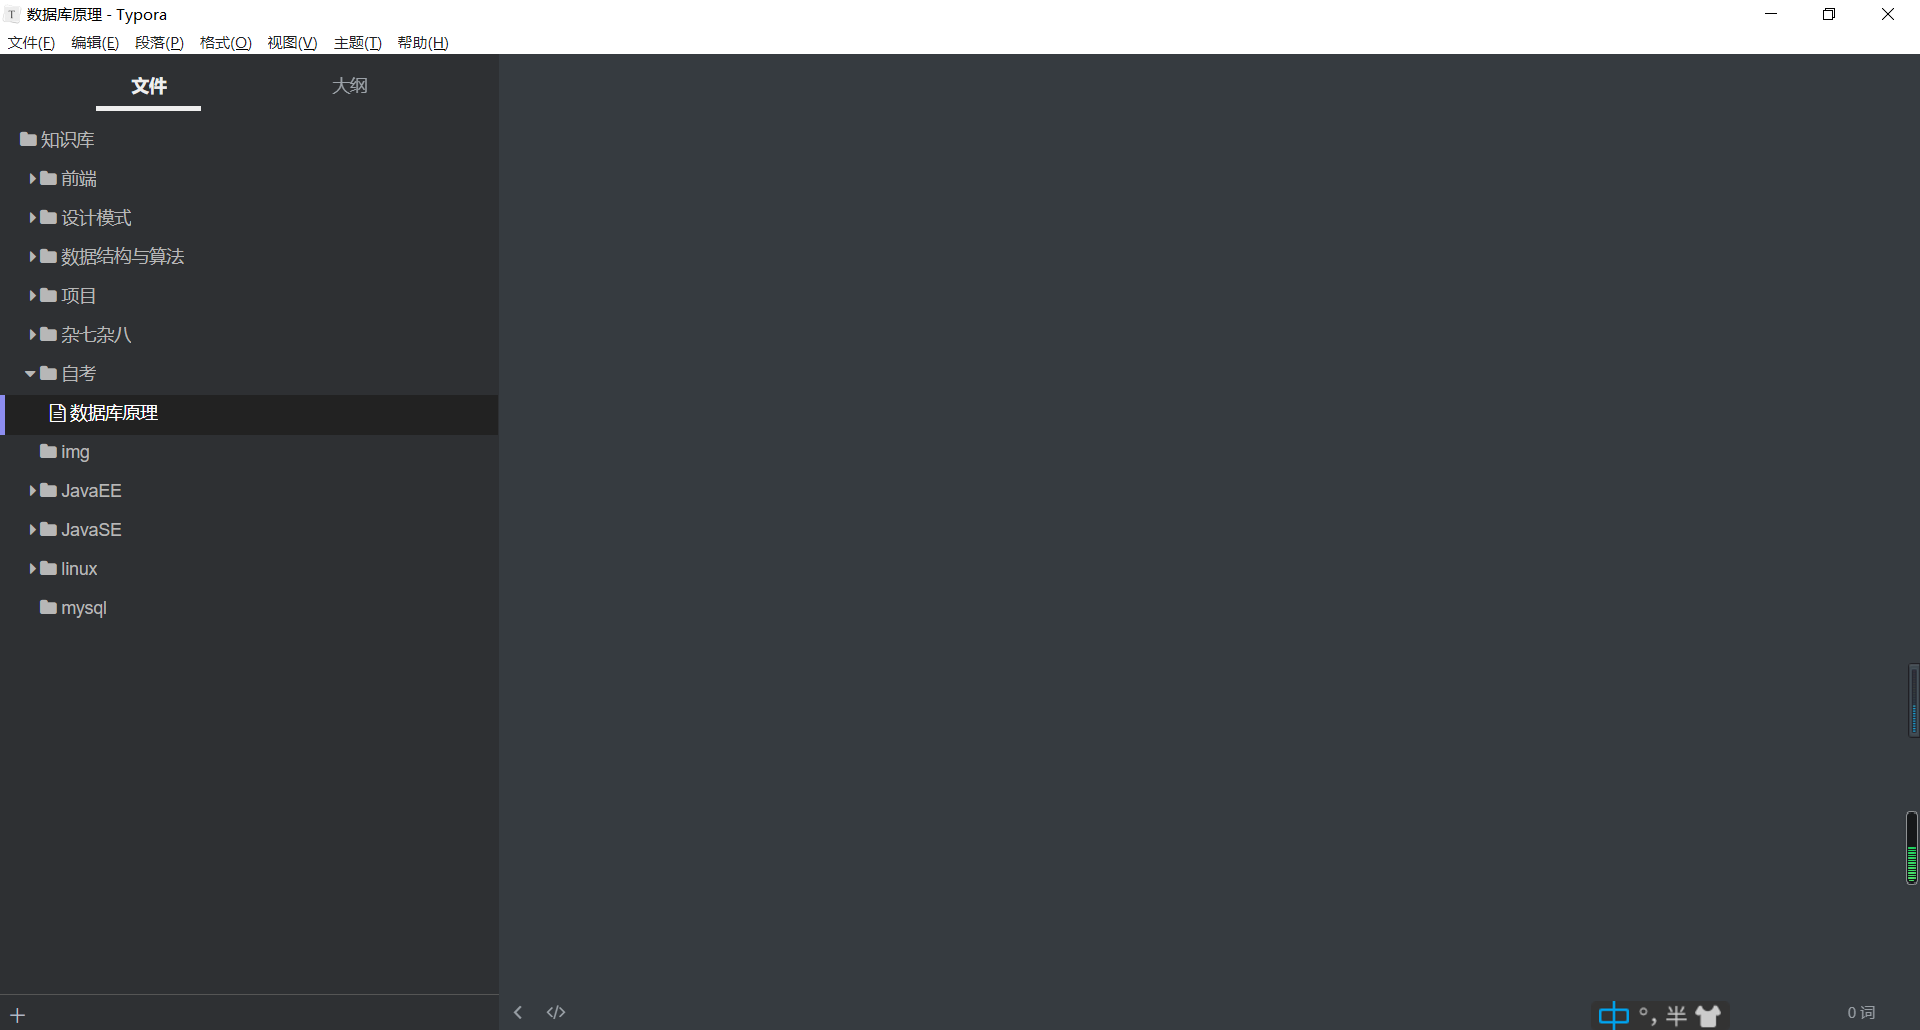 数据库原理 - Typora
文件(F) 编辑(E) 段落(P) 格式(O) 视图(V) 主题(T) 帮助(H)
文件 大纲
知识库
前端
设计模式
数据结构与算法
项目
杂七杂八
自考
数据库原理
img
JavaEE
JavaSE
linux
mysql
+ </> 中 °, 半 0 词